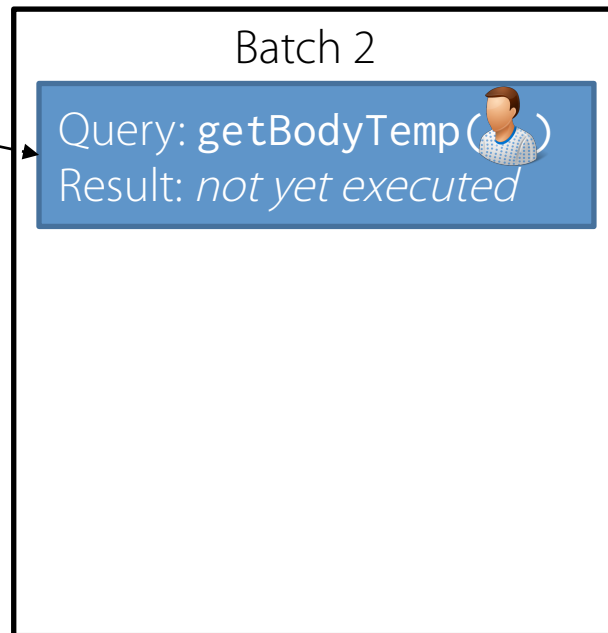 Batch 2
Query: getBodyTemp( )
Result: not yet executed